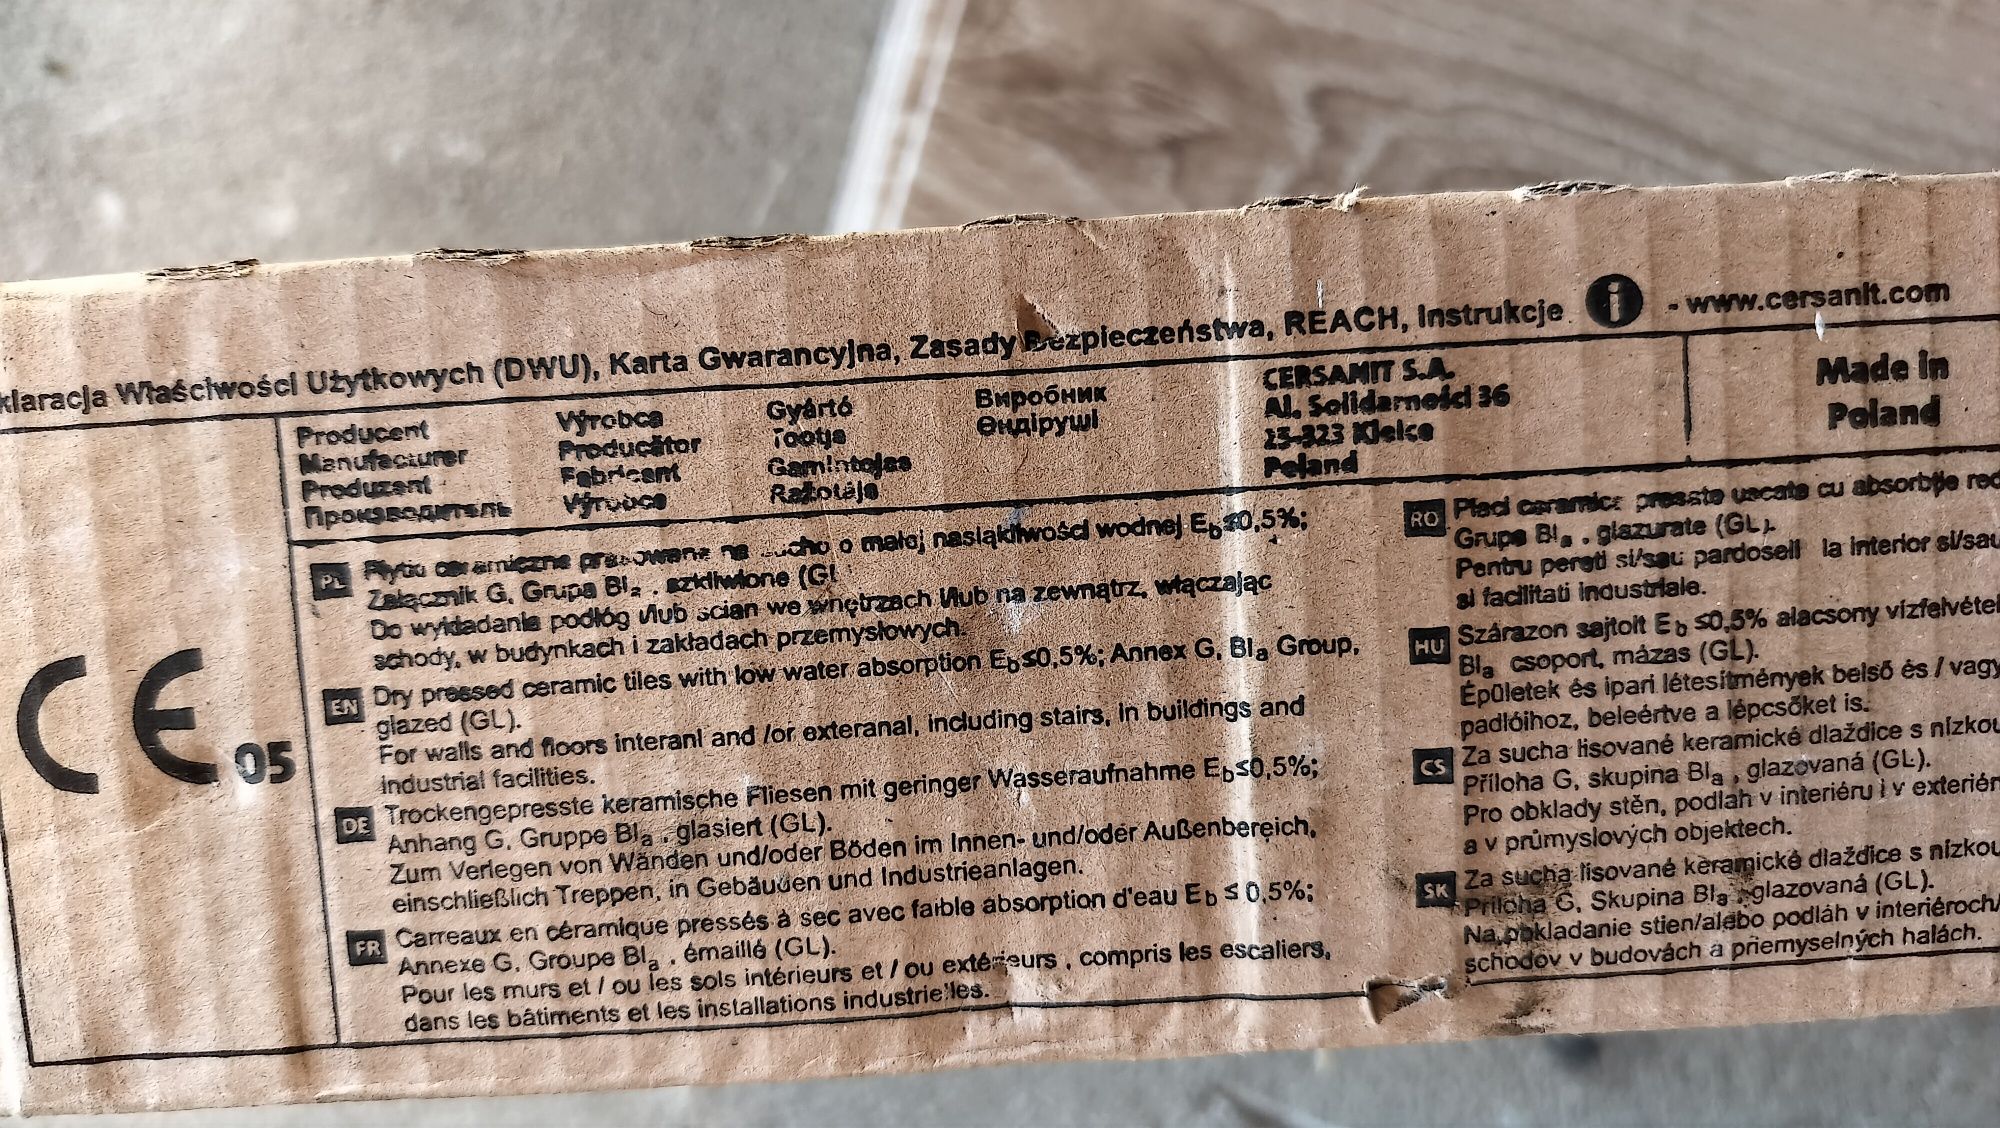 klaracja Właściwości Użytkowych (DWU), Karta Gwarancyjna, Zasady Bezpieczeństwa, REACH, Instrukcje i - www.cersanit.com
Producent Výrobca Gyártó Виробник
Manufacturer Producător Tootja Өндіруші
Produzent Fabricant Gamintojas
Производитель Výrobce Ražotājs
CERSANIT S.A.
Al. Solidarności 36
25-323 Kielce
Poland
Made in
Poland
CE 05
PL Płytki ceramiczne prasowane na sucho o małej nasiąkliwości wodnej Eb≤0,5%;
Załącznik G, Grupa BIa, szkliwione (GL
Do wykładania podłóg i/lub ścian we wnętrzach i/lub na zewnątrz, włączając
schody, w budynkach i zakładach przemysłowych.
EN Dry pressed ceramic tiles with low water absorption Eb≤0,5%; Annex G, BIa Group,
glazed (GL).
For walls and floors interanl and /or exteranal, including stairs, in buildings and
industrial facilities.
DE Trockengepresste keramische Fliesen mit geringer Wasseraufnahme Eb≤0,5%;
Anhang G, Gruppe BIa, glasiert (GL).
Zum Verlegen von Wänden und/oder Böden im Innen- und/oder Außenbereich,
einschließlich Treppen, in Gebäuden und Industrieanlagen.
FR Carreaux en céramique pressés à sec avec faible absorption d'eau Eb ≤ 0,5%;
Annexe G, Groupe BIa, émaillé (GL).
Pour les murs et / ou les sols intérieurs et / ou extérieurs, compris les escaliers,
dans les bâtiments et les installations industrielles.
RO Placi ceramice presate uscate cu absorbție red
Grupa BIa, glazurate (GL).
Pentru pereti si/sau pardoseli la interior si/sau
si facilitati industriale.
HU Szárazon sajtolt Eb ≤0,5% alacsony vízfelvétel
BIa csoport, mázas (GL).
Épületek és ipari létesítmények belső és / vagy
padlóihoz, beleértve a lépcsőket is.
CS Za sucha lisované keramické dlaždice s nízkou
Příloha G, skupina BIa, glazovaná (GL).
Pro obklady stěn, podlah v interiéru i v exteriér
a v průmyslových objektech.
SK Za sucha lisované keramické dlaždice s nízkou
Príloha G, Skupina BIa, glazovaná (GL).
Na pokladanie stien/alebo podláh v interiéroch/
schodov v budovách a priemyselných halách.